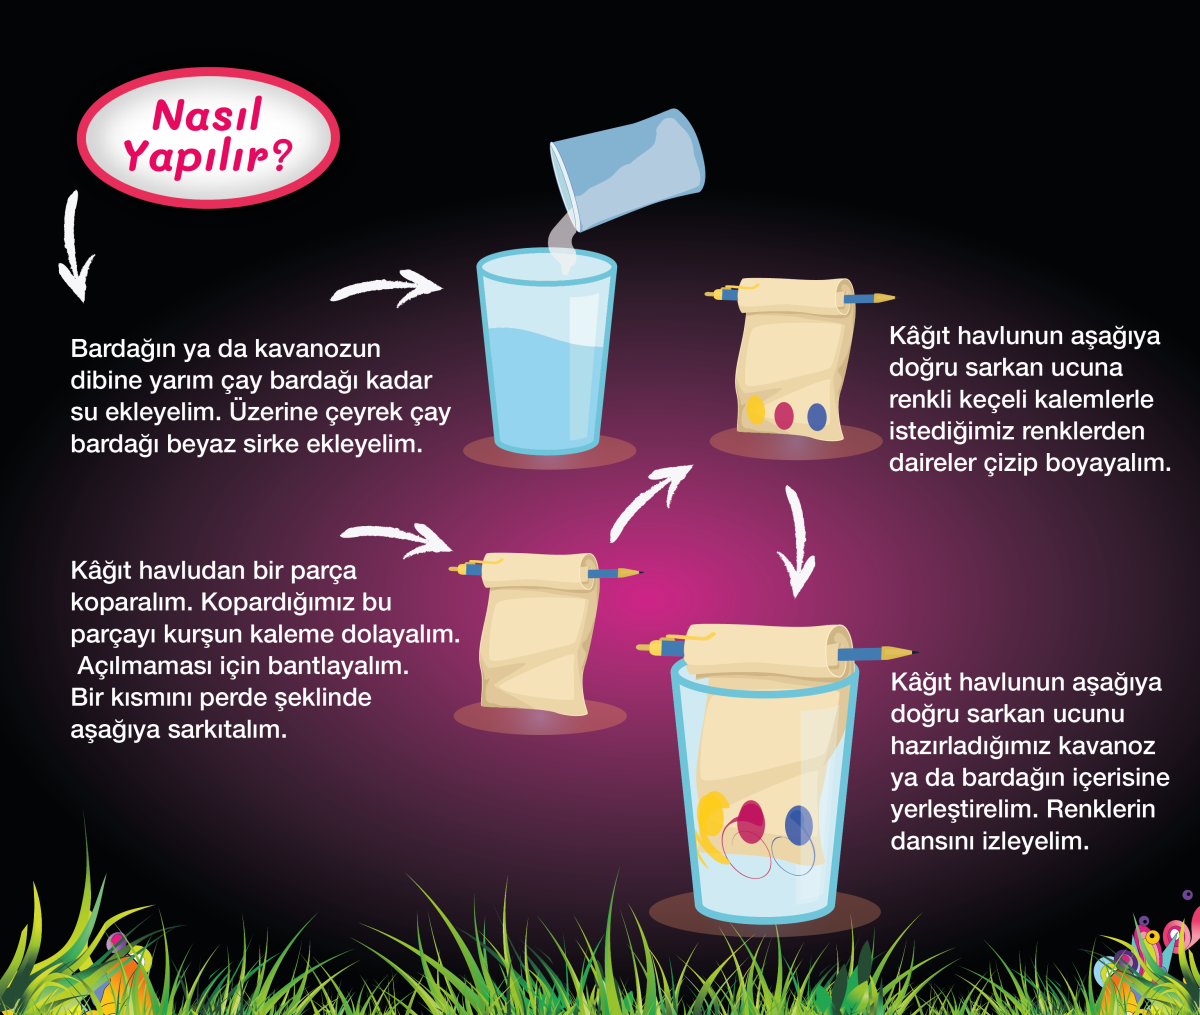 Nasıl
Yapılır?
Bardağın ya da kavanozun
dibine yarım çay bardağı kadar
su ekleyelim. Üzerine çeyrek çay
bardağı beyaz sirke ekleyelim.
Kâğıt havludan bir parça
koparalım. Kopardığımız bu
parçayı kurşun kaleme dolayalım.
Açılmaması için bantlayalım.
Bir kısmını perde şeklinde
aşağıya sarkıtalım.
Kâğıt havlunun aşağıya
doğru sarkan ucuna
renkli keçeli kalemlerle
istediğimiz renklerden
daireler çizip boyayalım.
Kâğıt havlunun aşağıya
doğru sarkan ucunu
hazırladığımız kavanoz
ya da bardağın içerisine
yerleştirelim. Renklerin
dansını izleyelim.